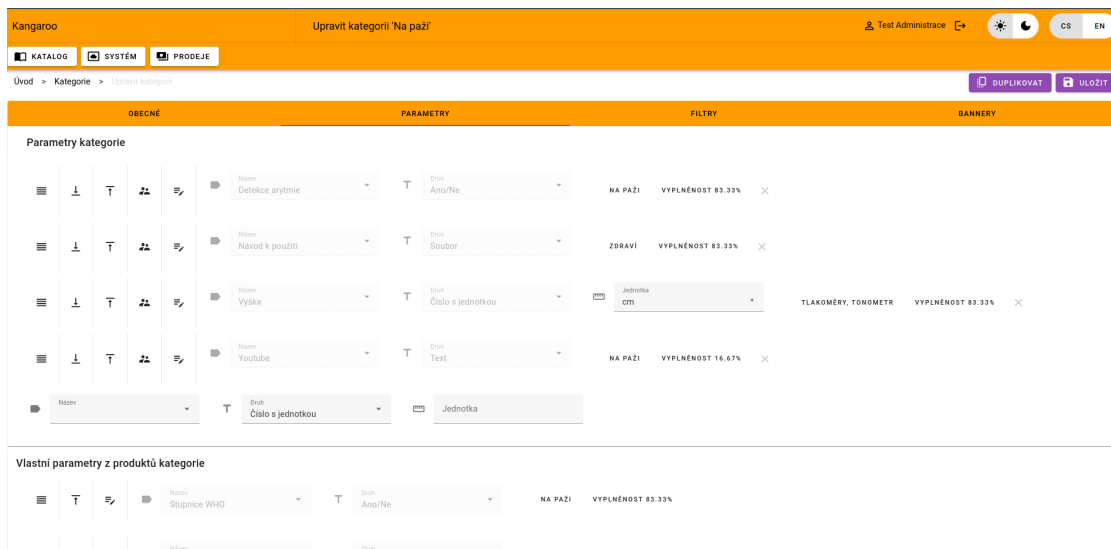 Kangaroo
Upravit kategorii 'Na paži'
Test Administrace
CS EN
KATALOG SYSTÉM PRODEJE
Úvod > Kategorie > Upravit kategorii
DUPLIKOVAT ULOŽIT
OBECNÉ PARAMETRY FILTRY BANNERY
Parametry kategorie
Název Druh
Detekce arytmie Ano/Ne NA PAŽI VYPLNĚNOST 83.33%
Název Druh
Návod k použití Soubor ZDRAVÍ VYPLNĚNOST 83.33%
Název Druh Jednotka
Výška Číslo s jednotkou cm TLAKOMĚRY, TONOMETR VYPLNĚNOST 83.33%
Název Druh
Youtube Text NA PAŽI VYPLNĚNOST 16.67%
Název Druh
Číslo s jednotkou Jednotka
Vlastní parametry z produktů kategorie
Název Druh
Stupnice WHO Ano/Ne NA PAŽI VYPLNĚNOST 83.33%
Název Druh